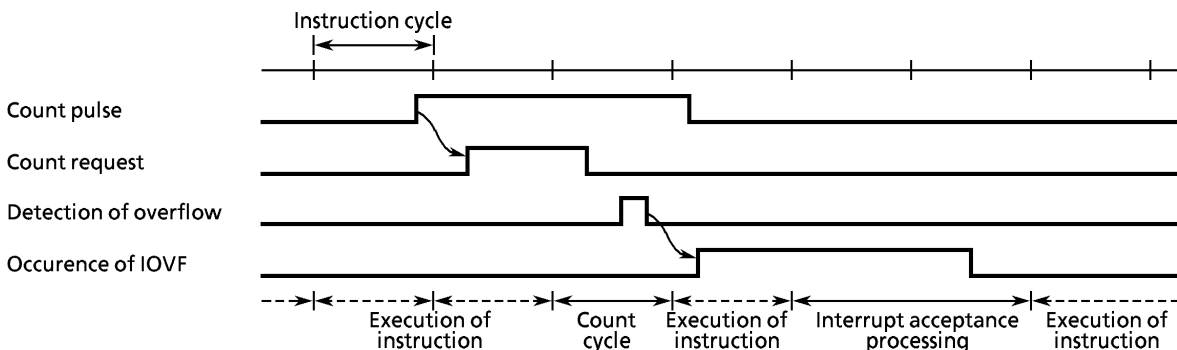 Instruction cycle
Count pulse
Count request
Detection of overflow
Occurence of IOVF
Execution of
instruction
Count
cycle
Execution of
instruction
Interrupt acceptance
processing
Execution of
instruction